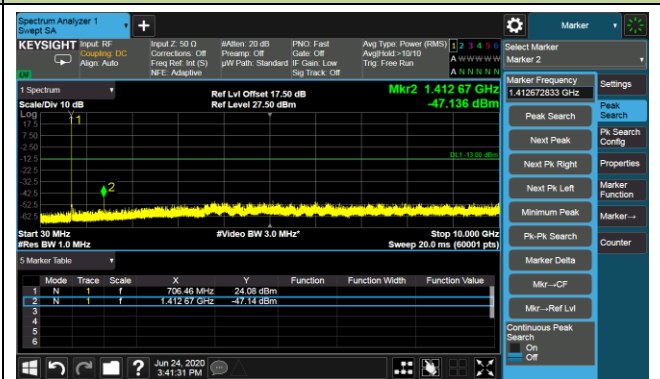 Spectrum Analyzer 1
Swept SA
Marker
KEYSIGHT
Input: RF
Coupling: DC
Align: Auto
Input Z: 50 Ω
Corrections: Off
Freq Ref: Int (S)
NFE: Adaptive
#Atten: 20 dB
Preamp: Off
µW Path: Standard
PNO: Fast
Gate: Off
IF Gain: Low
Sig Track: Off
Avg Type: Power (RMS)
Avg|Hold:>10/10
Trig: Free Run
1 2 3 4 5 6
A W W W W W
A N N N N N
Select Marker
Marker 2
1 Spectrum
Scale/Div 10 dB
Ref Lvl Offset 17.50 dB
Ref Level 27.50 dBm
Mkr2 1.412 67 GHz
-47.136 dBm
Log
17.5
7.50
-2.50
-12.5
-22.5
-32.5
-42.5
-52.5
-62.5
1
2
DL1 -13.00 dBm
Start 30 MHz
#Res BW 1.0 MHz
#Video BW 3.0 MHz*
Stop 10.000 GHz
Sweep 20.0 ms (60001 pts)
5 Marker Table
Mode Trace Scale X Y Function Function Width Function Value
1 N 1 f 706.46 MHz 24.08 dBm
2 N 1 f 1.412 67 GHz -47.14 dBm
3
4
5
6
Marker Frequency
1.412672833 GHz
Peak Search
Next Peak
Next Pk Right
Next Pk Left
Minimum Peak
Pk-Pk Search
Marker Delta
Mkr→CF
Mkr→Ref Lvl
Continuous Peak
Search
On
Off
Settings
Peak
Search
Pk Search
Config
Properties
Marker
Function
Marker→
Counter
?
Jun 24, 2020
3:41:31 PM